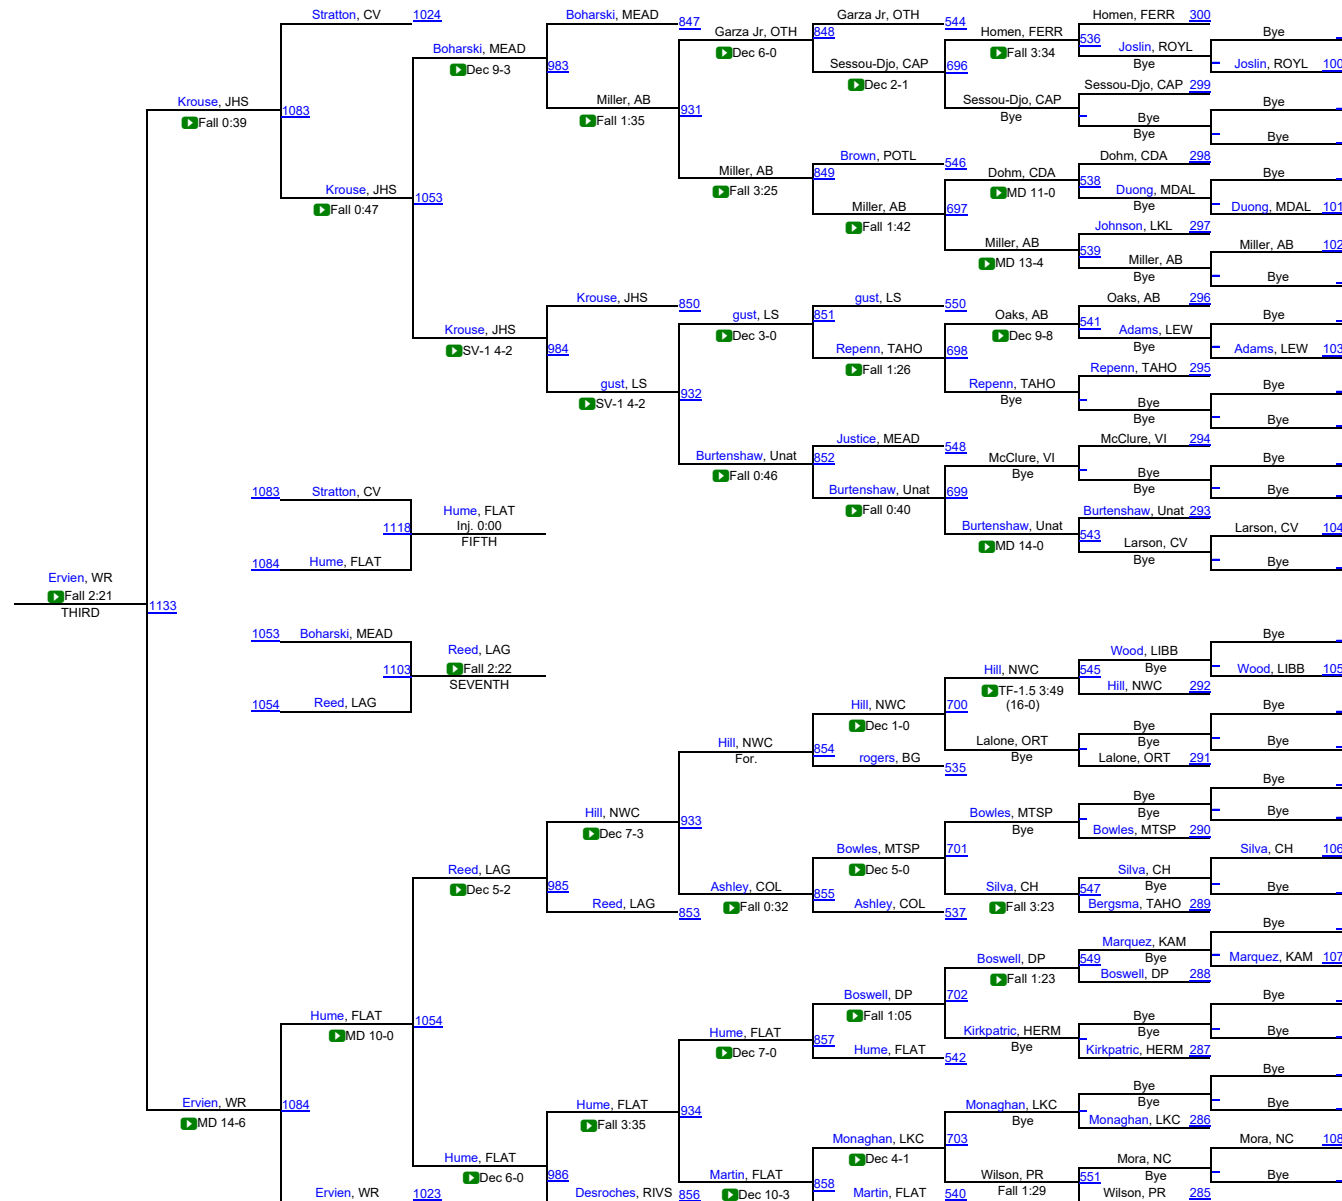 Stratton, CV 1024 Boharski, MEAD 847 Garza Jr, OTH 544 Homen, FERR 300
Garza Jr, OTH 848 Homen, FERR 536 Bye
Boharski, MEAD Dec 6-0 Fall 3:34 Joslin, ROYL
Dec 9-3 983 Sessou-Djo, CAP 696 Bye Joslin, ROYL 100
Dec 2-1 Sessou-Djo, CAP 299
Krouse, JHS Miller, AB 931 Sessou-Djo, CAP Bye
Fall 0:39 1083 Fall 1:35 Bye Bye
Bye Bye
Brown, POTL 546 Dohm, CDA 298
Miller, AB 849 Dohm, CDA 538 Bye
Krouse, JHS 1053 Fall 3:25 MD 11-0 Duong, MDAL
Fall 0:47 Miller, AB 697 Bye Duong, MDAL 101
Fall 1:42 Johnson, LKL 297
Miller, AB 539 Miller, AB 102
MD 13-4 Miller, AB
Bye Bye
Krouse, JHS 850 gust, LS 550 Oaks, AB 296
gust, LS 851 Oaks, AB 541 Bye
Krouse, JHS Dec 3-0 Dec 9-8 Adams, LEW
SV-1 4-2 984 Repenn, TAHO 698 Bye Adams, LEW 103
Fall 1:26 Repenn, TAHO 295
gust, LS 932 Repenn, TAHO Bye
SV-1 4-2 Bye Bye
Bye Bye
Justice, MEAD 548 McClure, VI 294
Burtenshaw, Unat 852 McClure, VI Bye
Fall 0:46 Bye Bye
1083 Stratton, CV Burtenshaw, Unat 699 Bye Bye
Hume, FLAT Fall 0:40 Burtenshaw, Unat 293
1118 Inj. 0:00 Burtenshaw, Unat 543 Larson, CV 104
FIFTH MD 14-0 Larson, CV
1084 Hume, FLAT Bye Bye
Ervien, WR
Fall 2:21
THIRD 1133
1053 Boharski, MEAD Bye
Reed, LAG Wood, LIBB
1103 Fall 2:22 Hill, NWC 545 Bye Wood, LIBB 105
SEVENTH TF-1.5 3:49 Hill, NWC 292
1054 Reed, LAG Hill, NWC 700 (16-0) Bye
Dec 1-0 Bye
Hill, NWC 854 Lalone, ORT Bye Bye
For. rogers, BG 535 Bye Lalone, ORT 291
Bye
Bye
Hill, NWC 933 Bowles, MTSP Bye Bye
Dec 7-3 Bye Bowles, MTSP 290
Bowles, MTSP 701 Silva, CH 106
Reed, LAG Dec 5-0 Silva, CH
Dec 5-2 985 Ashley, COL 855 Silva, CH 547 Bye Bye
Reed, LAG 853 Fall 0:32 Ashley, COL 537 Fall 3:23 Bergsma, TAHO 289
Bye
Marquez, KAM
Boswell, DP 549 Bye Marquez, KAM 107
Fall 1:23 Boswell, DP 288
Boswell, DP 702 Bye
Hume, FLAT 1054 Fall 1:05 Bye
MD 10-0 Hume, FLAT 857 Kirkpatric, HERM Bye Bye
Dec 7-0 Hume, FLAT 542 Bye Kirkpatric, HERM 287
Bye
Bye
Ervien, WR 1084 Hume, FLAT 934 Monaghan, LKC Bye Bye
MD 14-6 Fall 3:35 Bye Monaghan, LKC 286
Monaghan, LKC 703 Mora, NC 108
Hume, FLAT Dec 4-1 Mora, NC
Dec 6-0 986 Martin, FLAT 858 Wilson, PR 551 Bye Bye
Ervien, WR 1023 Desroches, RIVS 856 Dec 10-3 Martin, FLAT 540 Fall 1:29 Wilson, PR 285